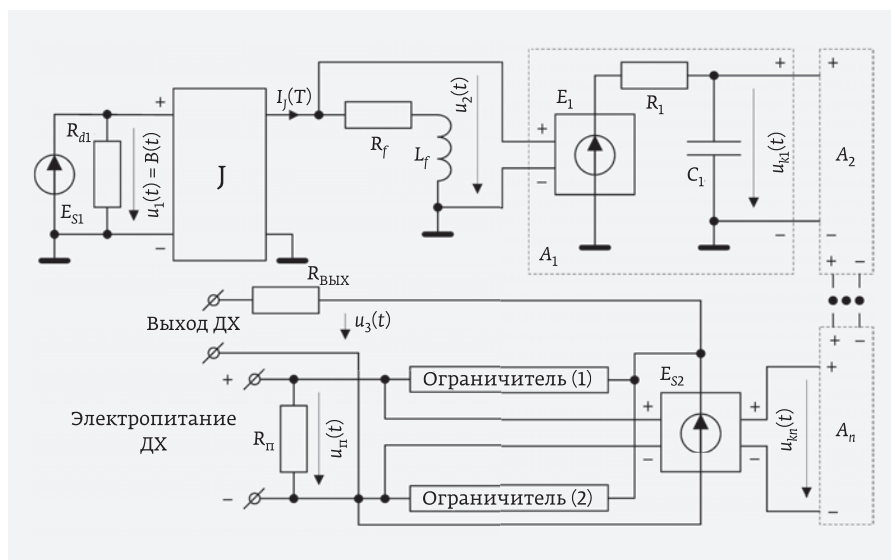 +
I_J(T)
E_1
R_1
+
+
R_d1
u_1(t) = B(t)
J
R_f
L_f
u_2(t)
+
−
C_1
u_k1(t)
A_2
E_S1
−
A_1
−
−
+ −
R_ВЫХ
Выход ДХ
u_3(t)
+ −
+
Ограничитель (1)
E_S2
+
Электропитание
ДХ
R_П
u_П(t)
+
+
u_kn(t)
A_n
−
−
−
Ограничитель (2)
−